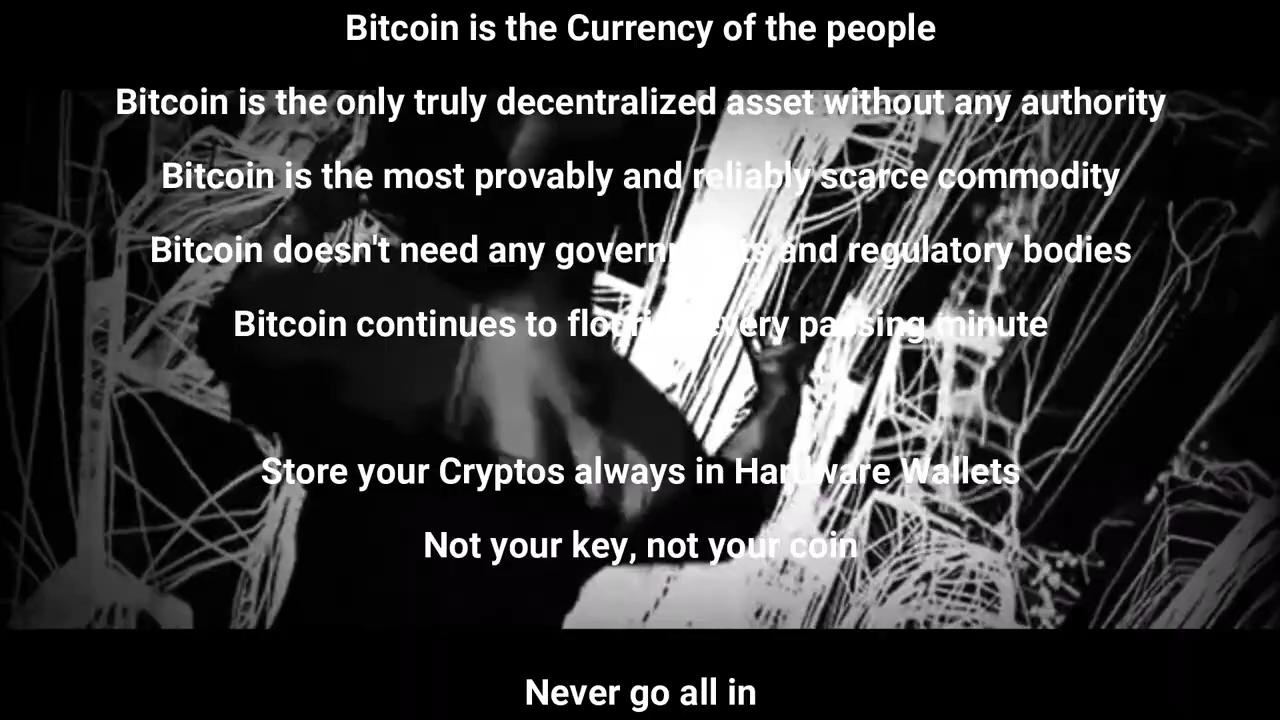 Bitcoin is the Currency of the people
Bitcoin is the only truly decentralized asset without any authority
Bitcoin is the most provably and reliably scarce commodity
Bitcoin doesn't need any governments and regulatory bodies
Bitcoin continues to flourish every passing minute
Store your Cryptos always in Hardware Wallets
Not your key, not your coin
Never go all in